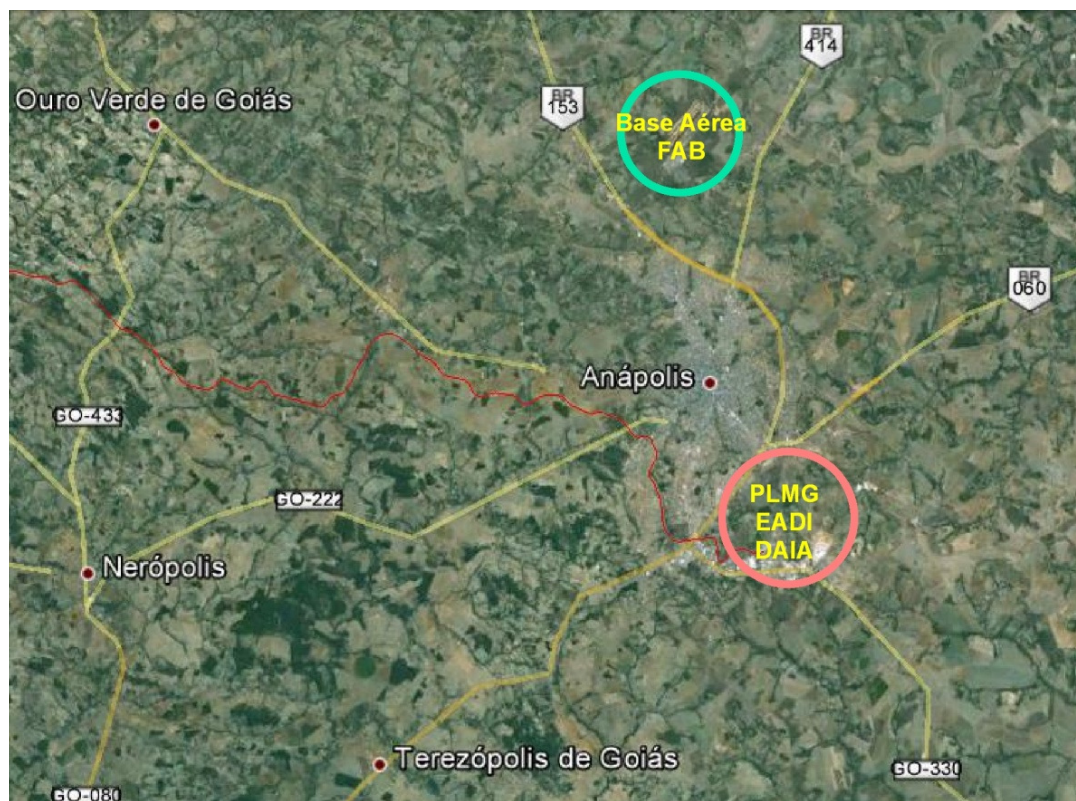 BR
414
Ouro Verde de Goiás
BR
153
Base Aérea
FAB
BR
060
Anápolis
GO-433
GO-222
PLMG
EADI
DAIA
Nerópolis
Terezópolis de Goiás
GO-330
GO-080